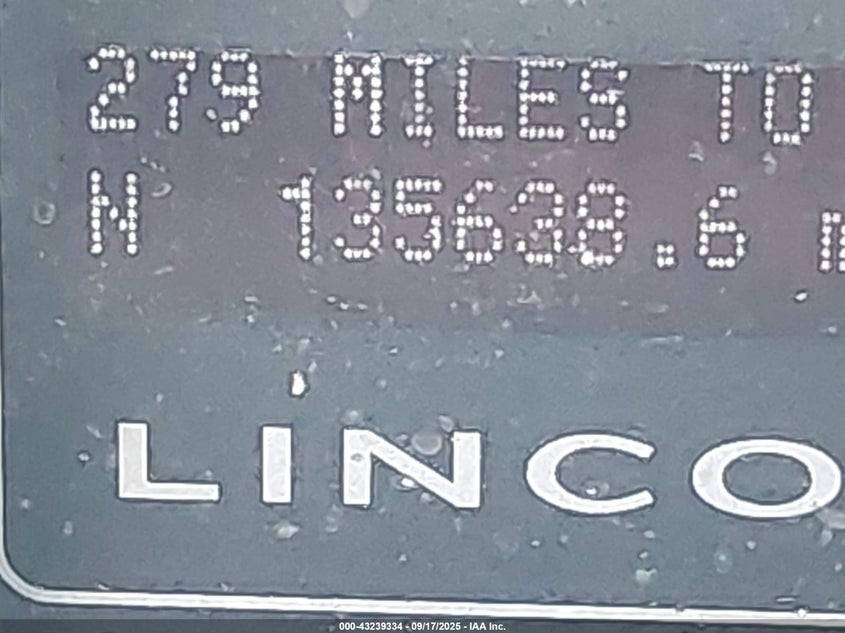 279 MILES TO
N 135638.6 m
LINCO
000-43239334 - 09/17/2025 - IAA Inc.